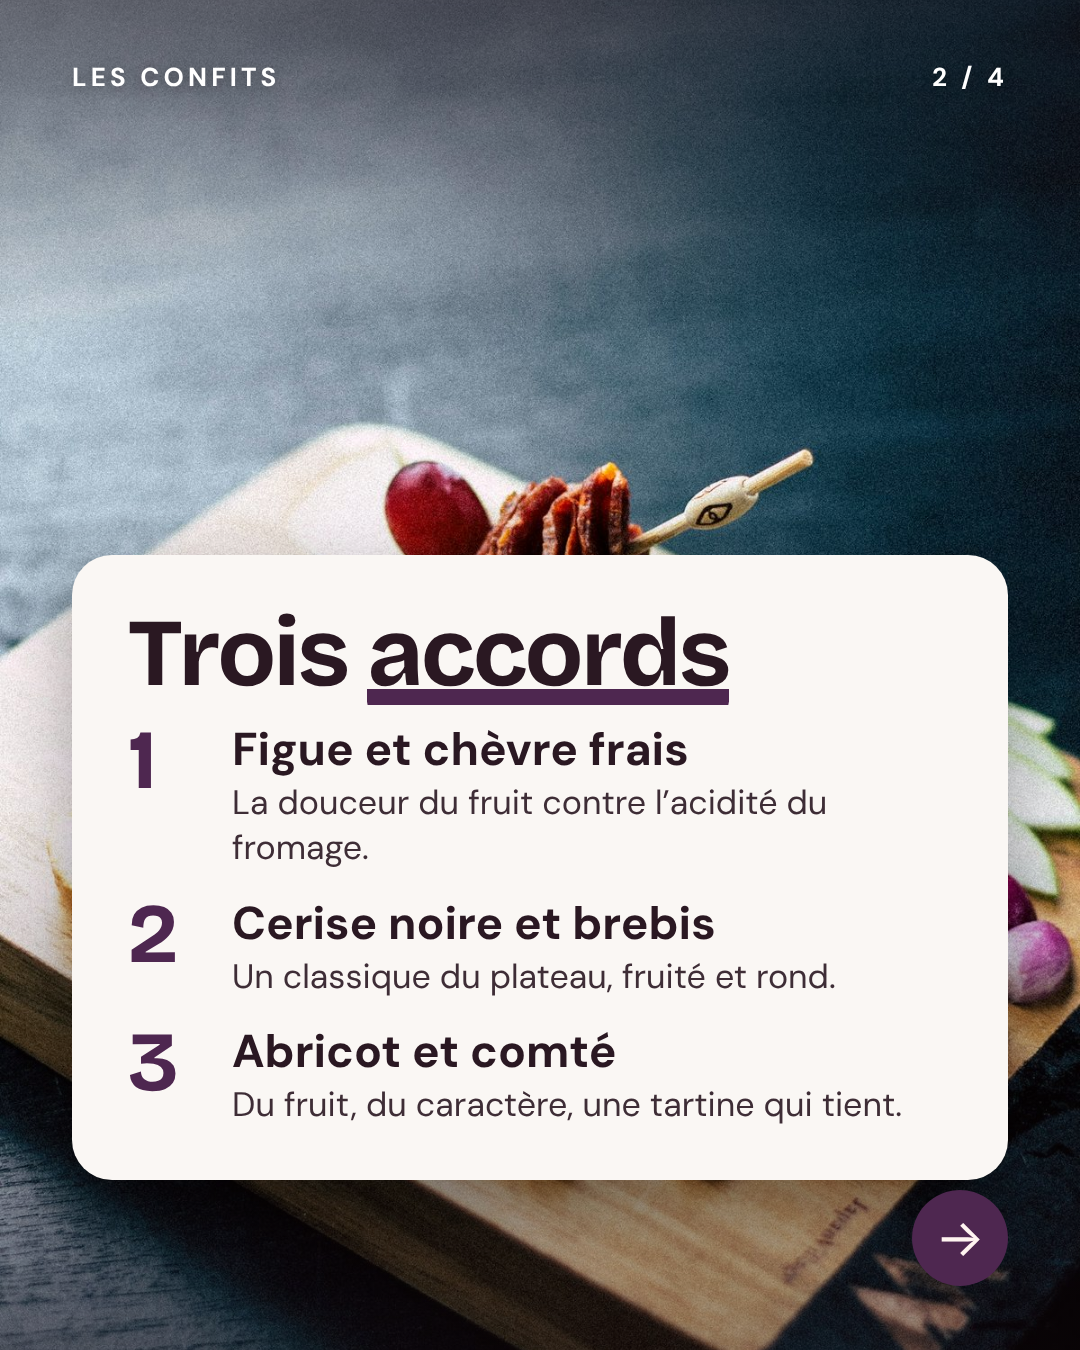 LES CONFITS
2 / 4
Trois accords
1
Figue et chèvre frais
La douceur du fruit contre l’acidité du
fromage.
2
Cerise noire et brebis
Un classique du plateau, fruité et rond.
3
Abricot et comté
Du fruit, du caractère, une tartine qui tient.